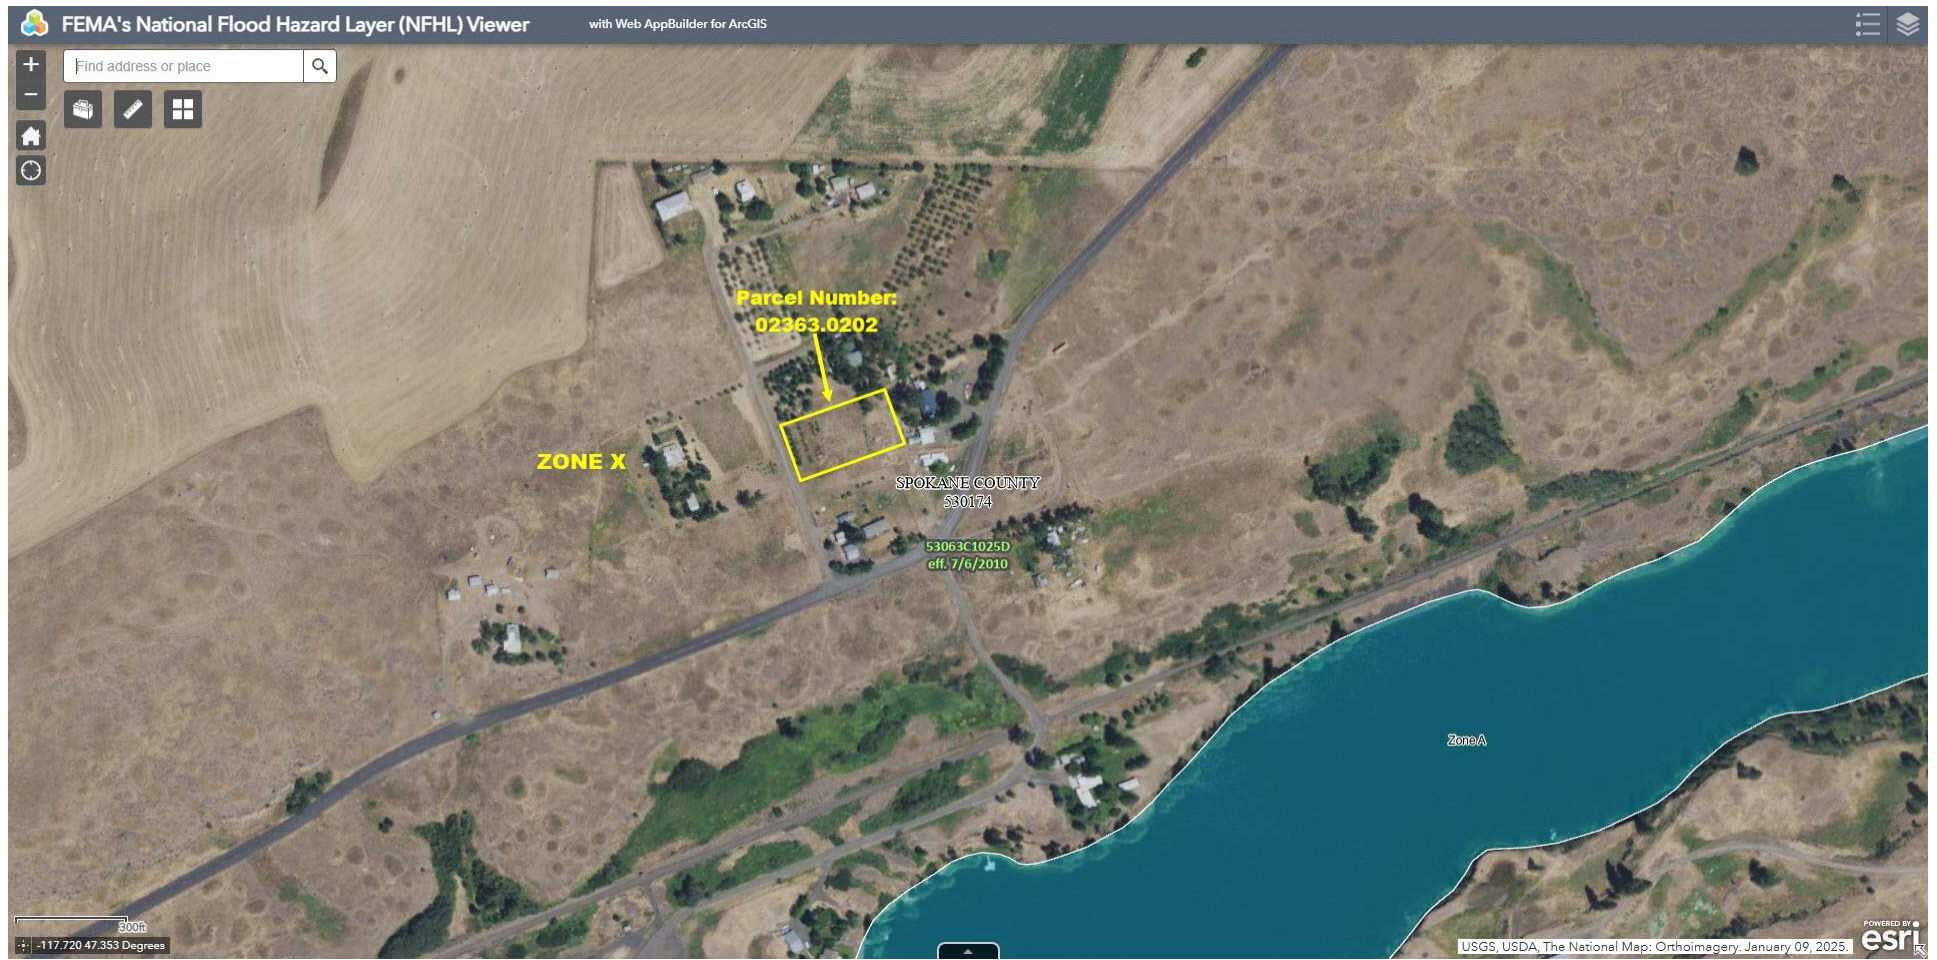 FEMA's National Flood Hazard Layer (NFHL) Viewer
with Web AppBuilder for ArcGIS
Find address or place
Parcel Number:
02363.0202
ZONE X
SPOKANE COUNTY
530174
53063C1025D
eff. 7/6/2010
Zone A
300ft
-117.720 47.353 Degrees
USGS, USDA, The National Map: Orthoimagery. January 09, 2025.
POWERED BY
esri